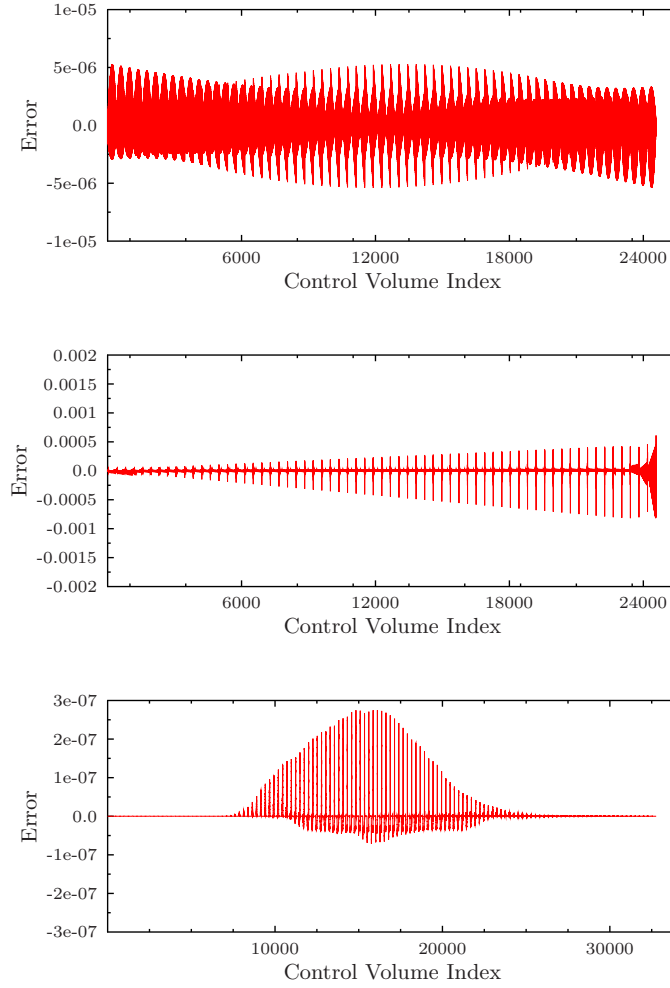 1e-05
5e-06
0.0
-5e-06
-1e-05
Error
6000 12000 18000 24000
Control Volume Index
0.002
0.0015
0.001
0.0005
0.0
-0.0005
-0.001
-0.0015
-0.002
Error
6000 12000 18000 24000
Control Volume Index
3e-07
2e-07
1e-07
0.0
-1e-07
-2e-07
-3e-07
Error
10000 20000 30000
Control Volume Index